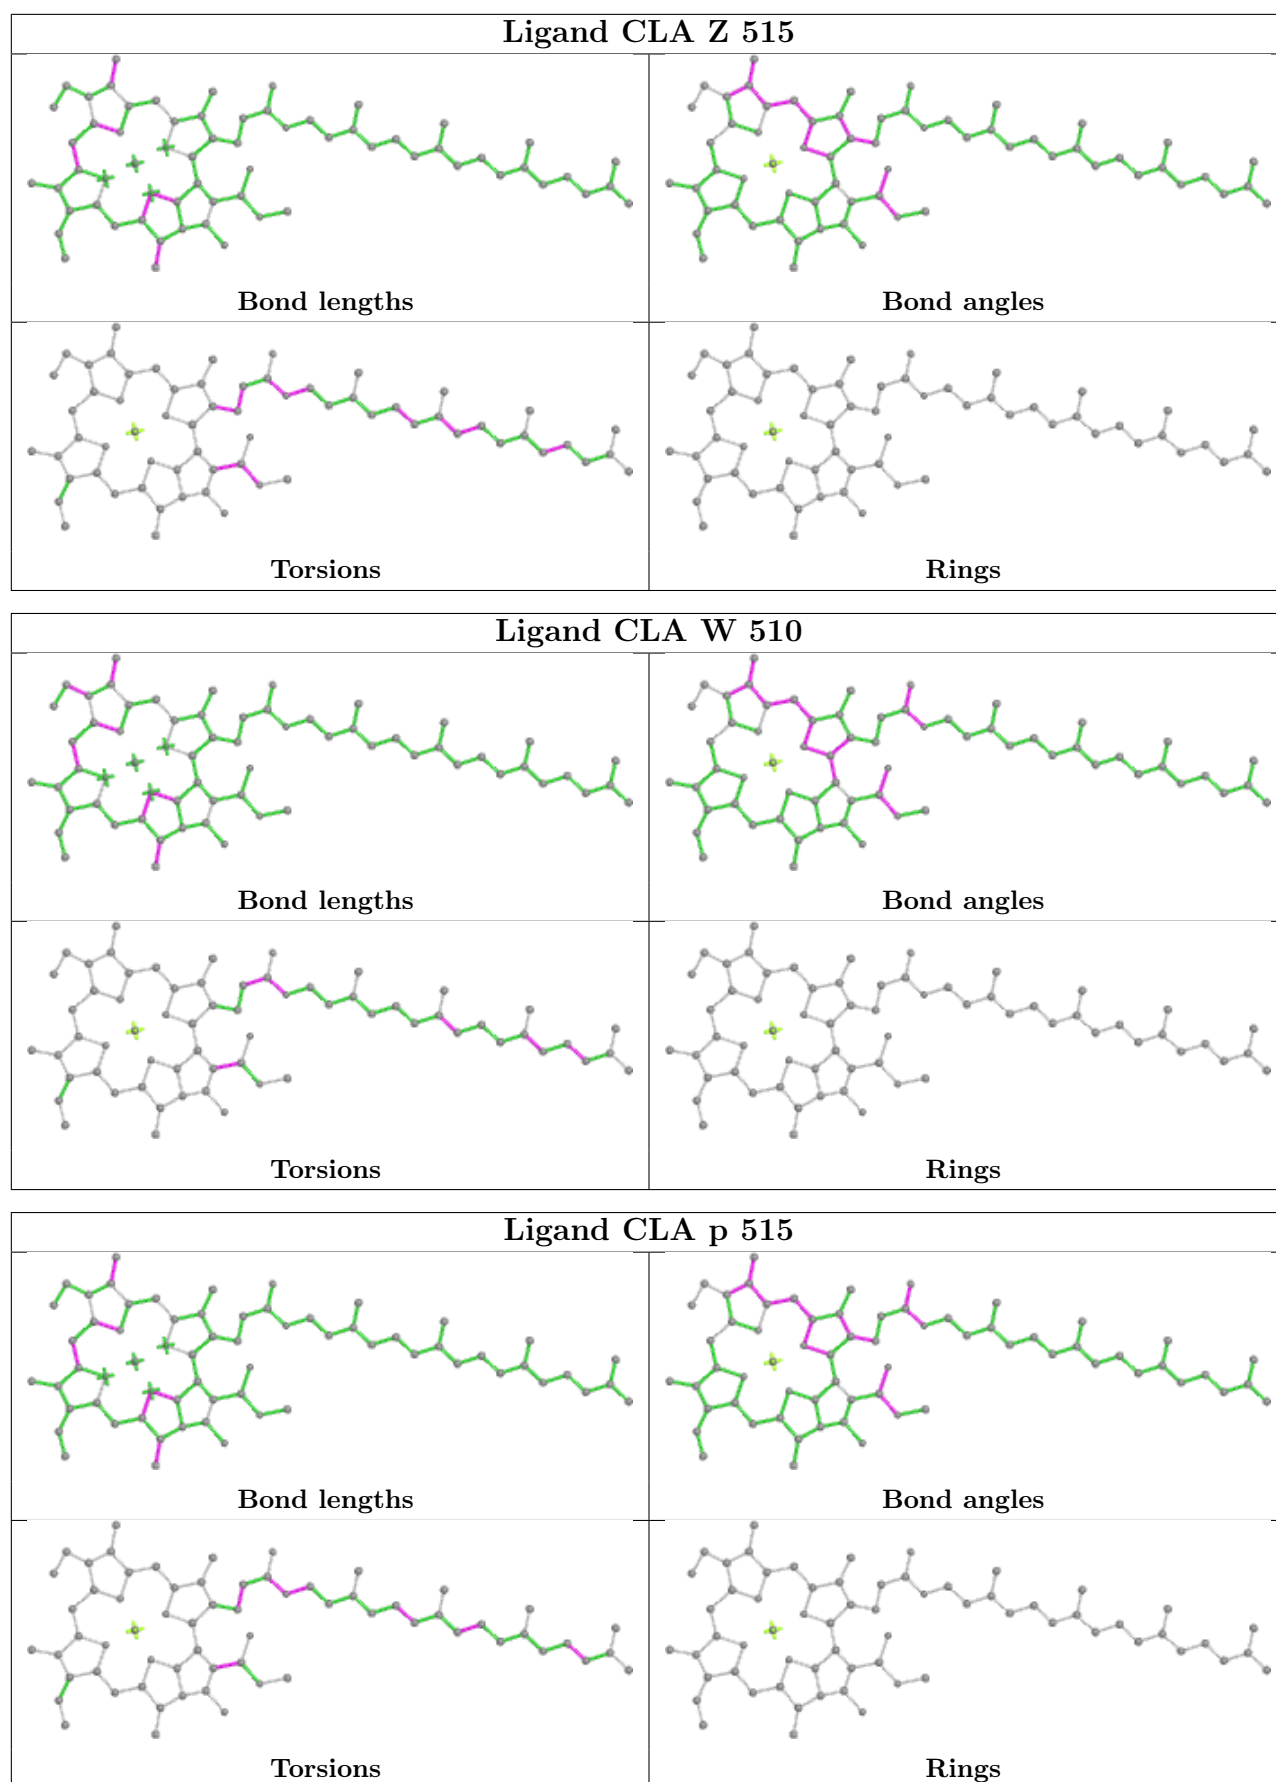 Ligand CLA Z 515
Bond lengths
Bond angles
Torsions
Rings
Ligand CLA W 510
Bond lengths
Bond angles
Torsions
Rings
Ligand CLA p 515
Bond lengths
Bond angles
Torsions
Rings